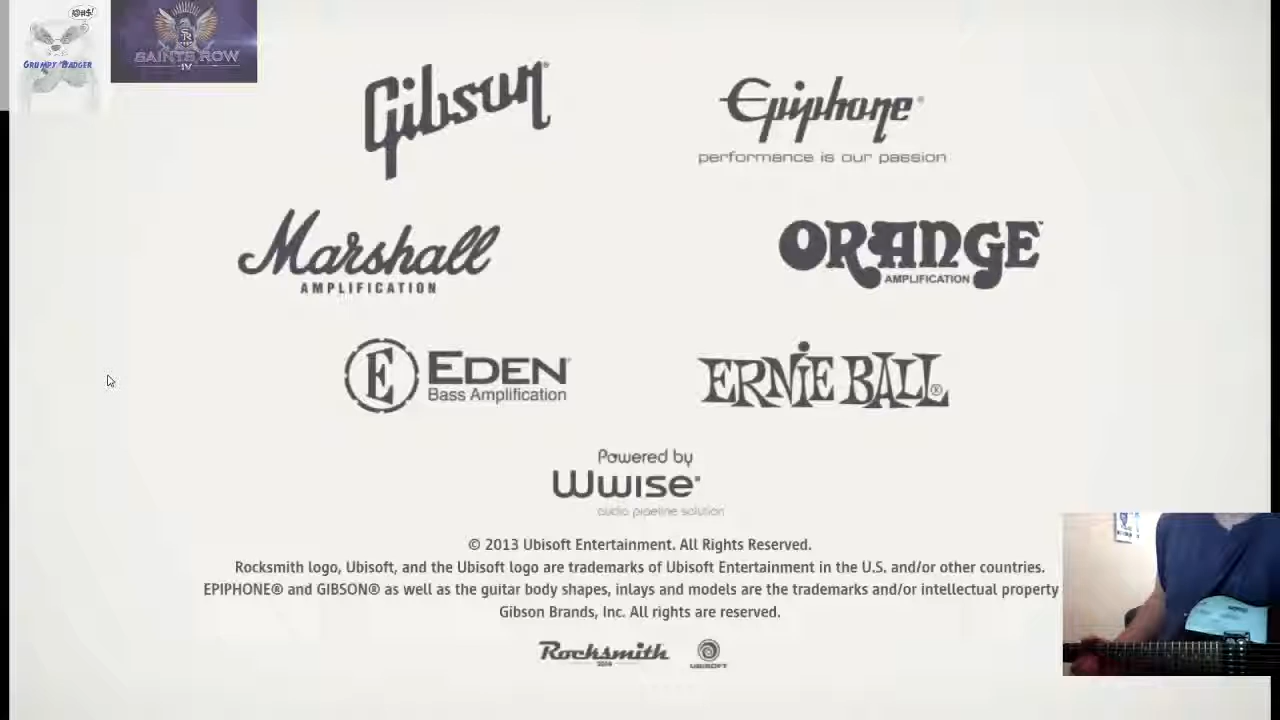 !@#$!
GRUMPY BADGER
SR
SAINTS ROW
IV
Gibson®
Epiphone®
performance is our passion
Marshall
AMPLIFICATION
ORANGE™
AMPLIFICATION
E EDEN
Bass Amplification
ERNIE BALL®
Powered by
Wwise
audio pipeline solution
© 2013 Ubisoft Entertainment. All Rights Reserved.
Rocksmith logo, Ubisoft, and the Ubisoft logo are trademarks of Ubisoft Entertainment in the U.S. and/or other countries.
EPIPHONE® and GIBSON® as well as the guitar body shapes, inlays and models are the trademarks and/or intellectual property
Gibson Brands, Inc. All rights are reserved.
Rocksmith
2014
UBISOFT